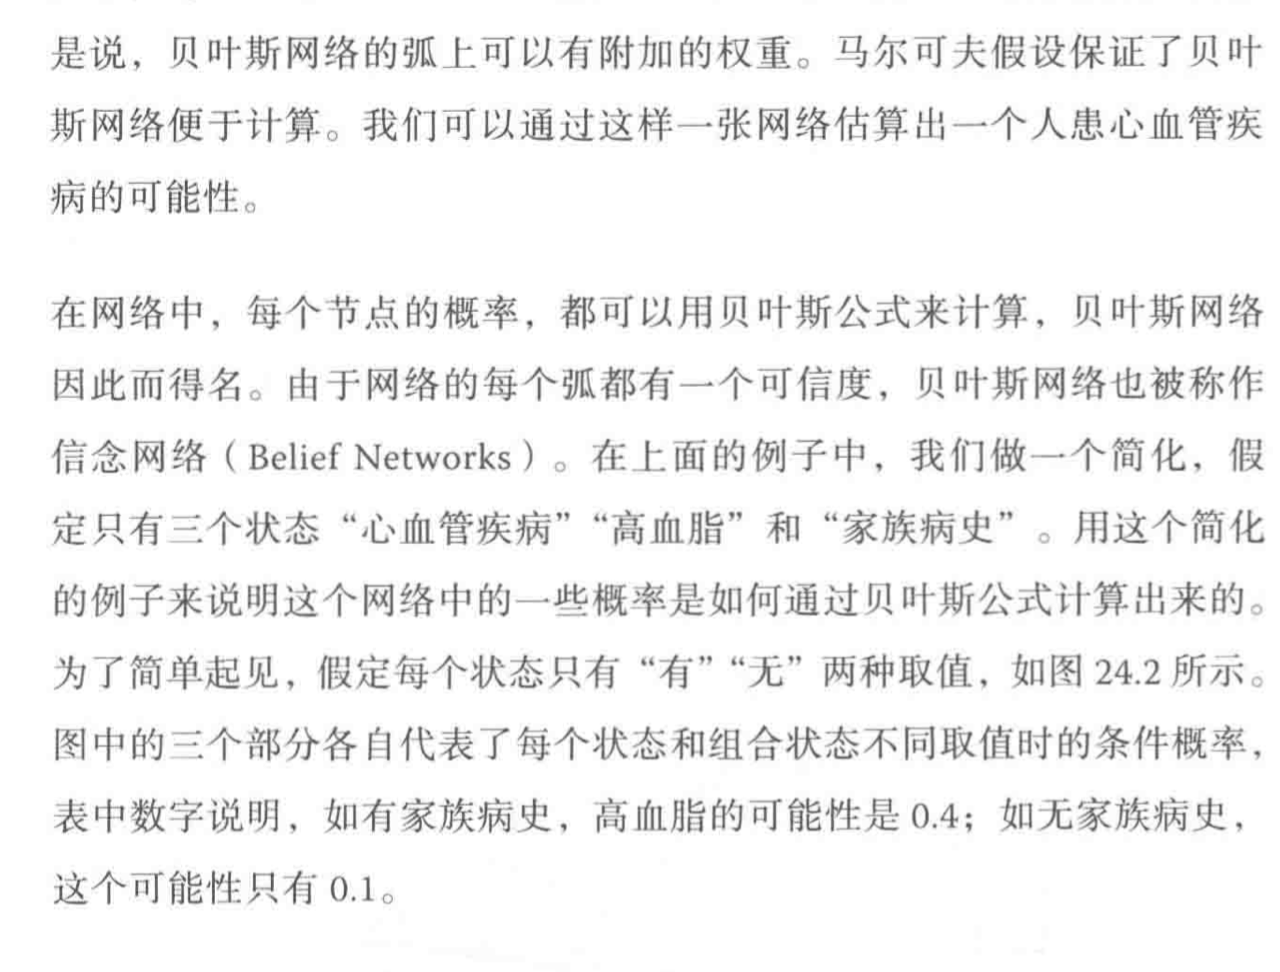 是说，贝叶斯网络的弧上可以有附加的权重。马尔可夫假设保证了贝叶
斯网络便于计算。我们可以通过这样一张网络估算出一个人患心血管疾
病的可能性。
在网络中，每个节点的概率，都可以用贝叶斯公式来计算，贝叶斯网络
因此而得名。由于网络的每个弧都有一个可信度，贝叶斯网络也被称作
信念网络（Belief Networks）。在上面的例子中，我们做一个简化，假
定只有三个状态“心血管疾病”“高血脂”和“家族病史”。用这个简化
的例子来说明这个网络中的一些概率是如何通过贝叶斯公式计算出来的。
为了简单起见，假定每个状态只有“有”“无”两种取值，如图 24.2 所示。
图中的三个部分各自代表了每个状态和组合状态不同取值时的条件概率，
表中数字说明，如有家族病史，高血脂的可能性是 0.4；如无家族病史，
这个可能性只有 0.1。